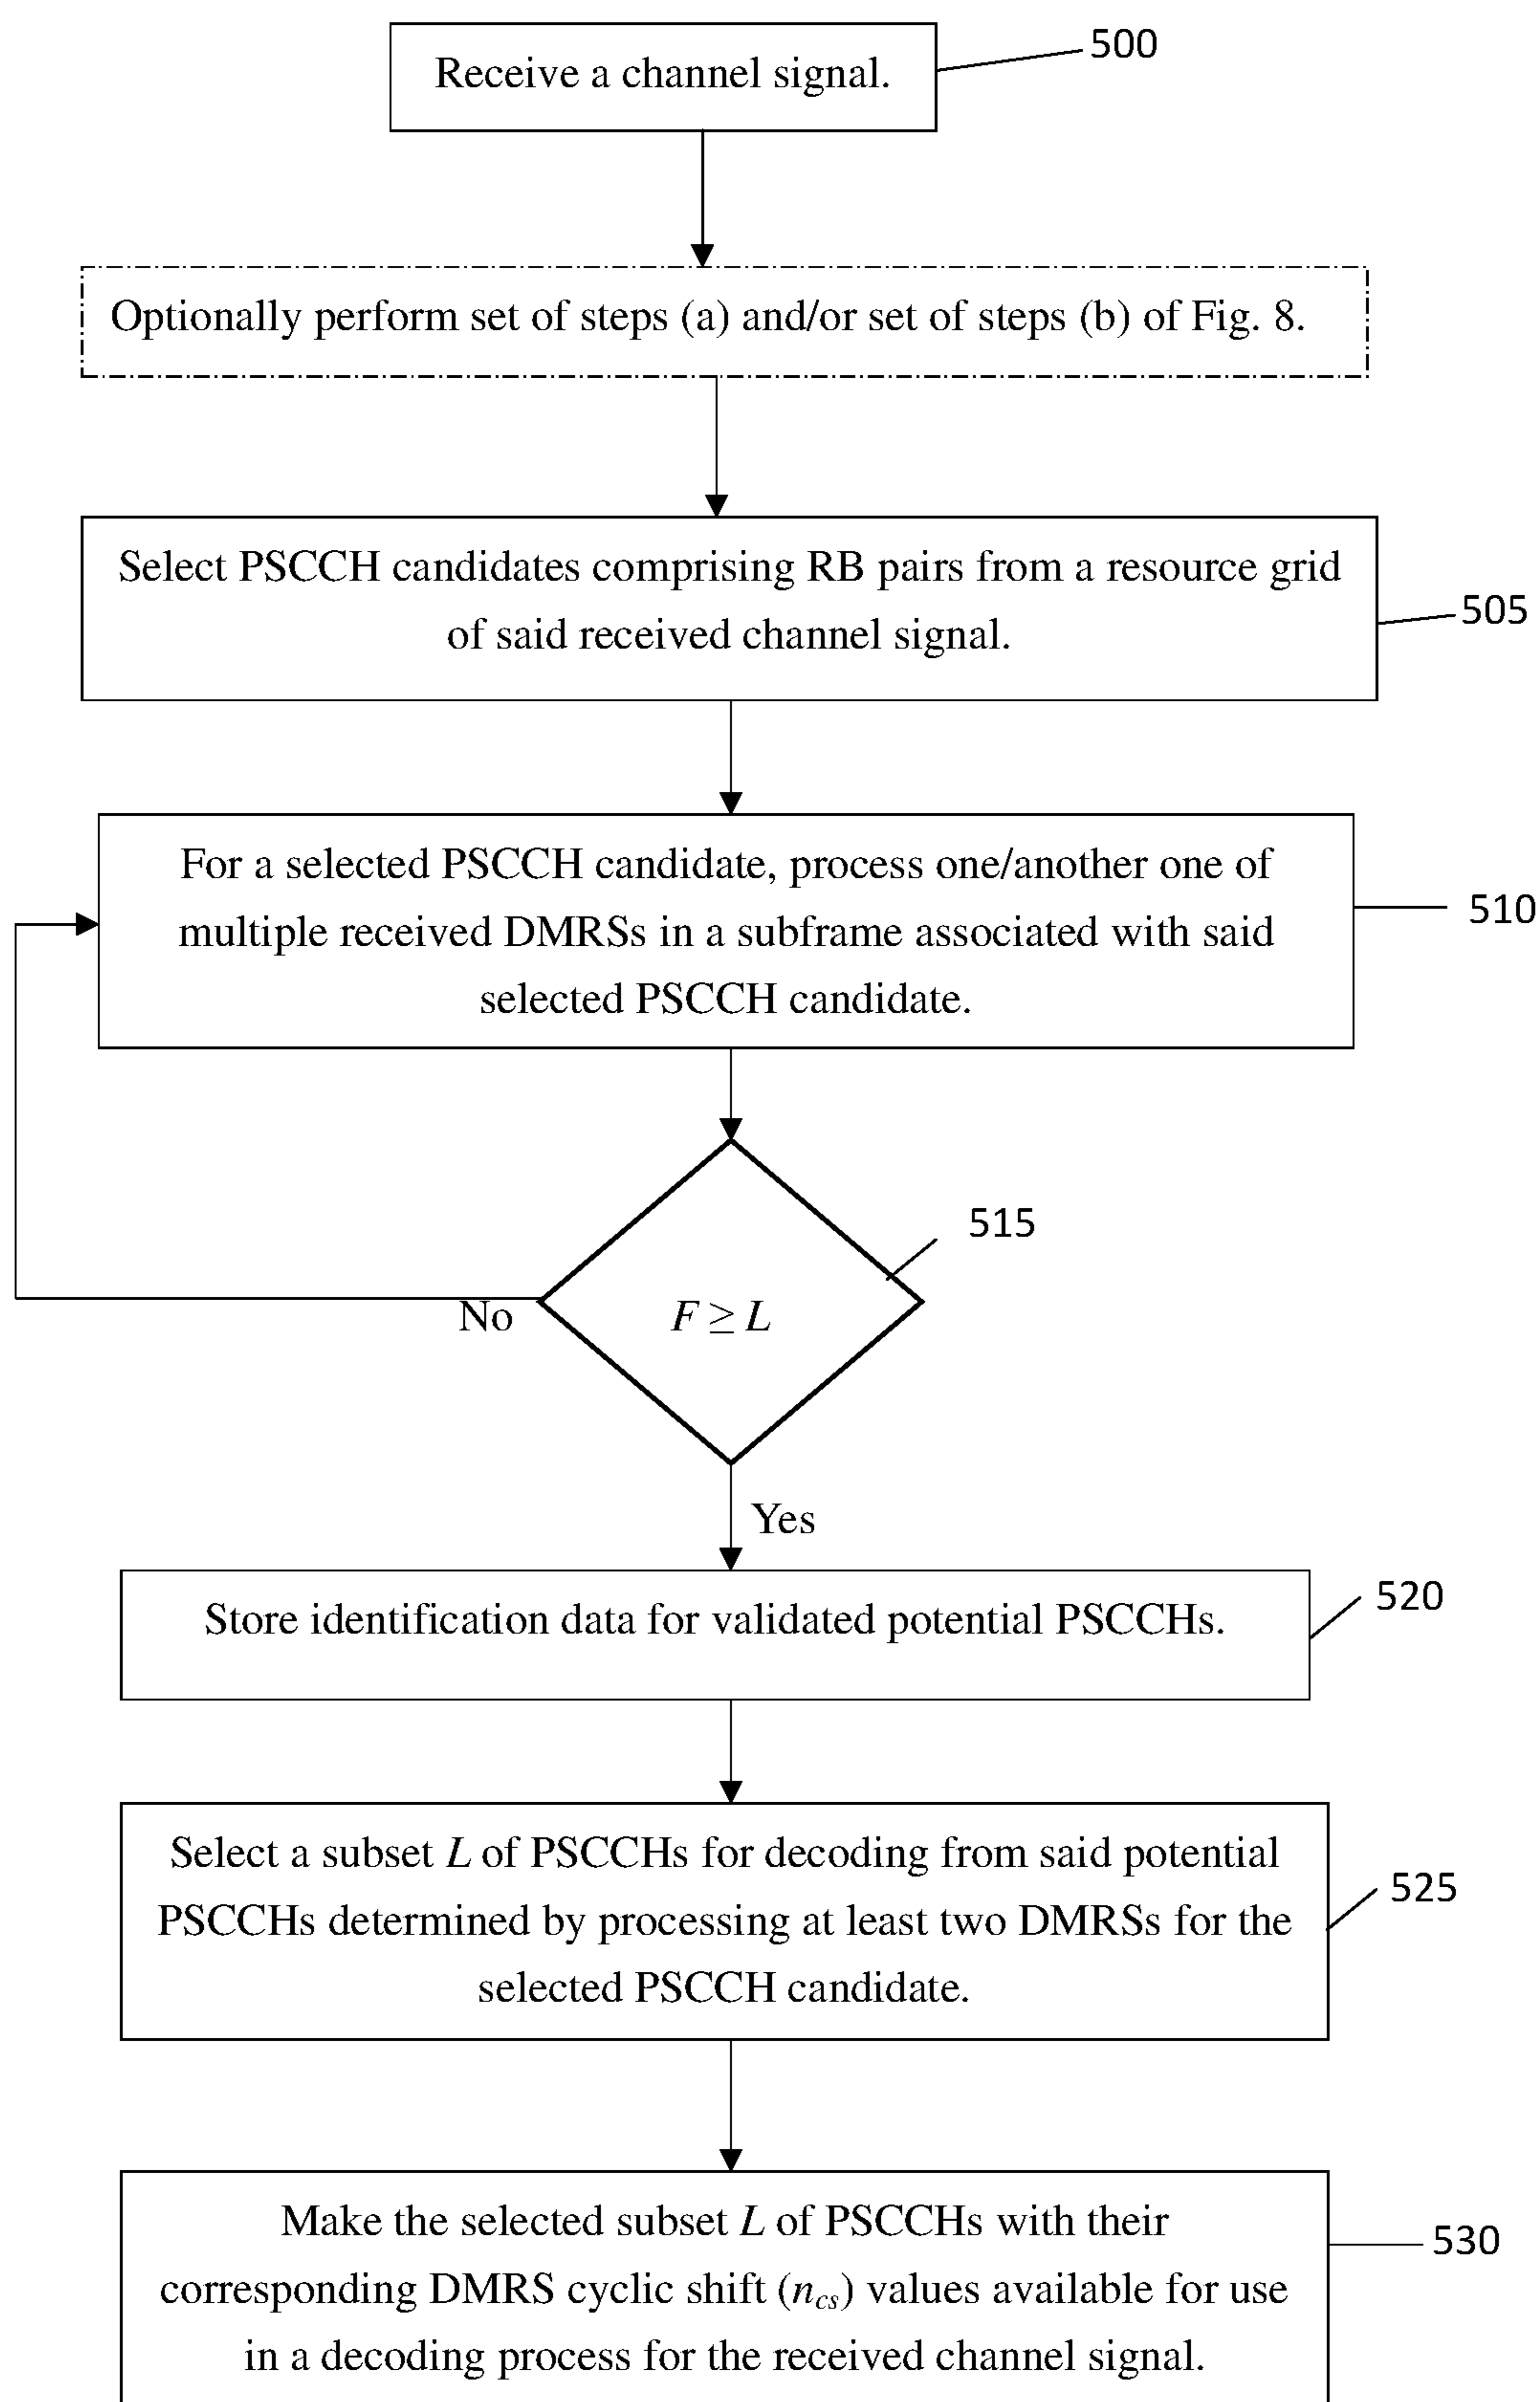 Receive a channel signal.
500
Optionally perform set of steps (a) and/or set of steps (b) of Fig. 8.
Select PSCCH candidates comprising RB pairs from a resource grid
of said received channel signal.
505
For a selected PSCCH candidate, process one/another one of
multiple received DMRSs in a subframe associated with said
selected PSCCH candidate.
510
515
F ≥ L
No
Yes
Store identification data for validated potential PSCCHs.
520
Select a subset L of PSCCHs for decoding from said potential
PSCCHs determined by processing at least two DMRSs for the
selected PSCCH candidate.
525
Make the selected subset L of PSCCHs with their
corresponding DMRS cyclic shift (n_cs) values available for use
in a decoding process for the received channel signal.
530